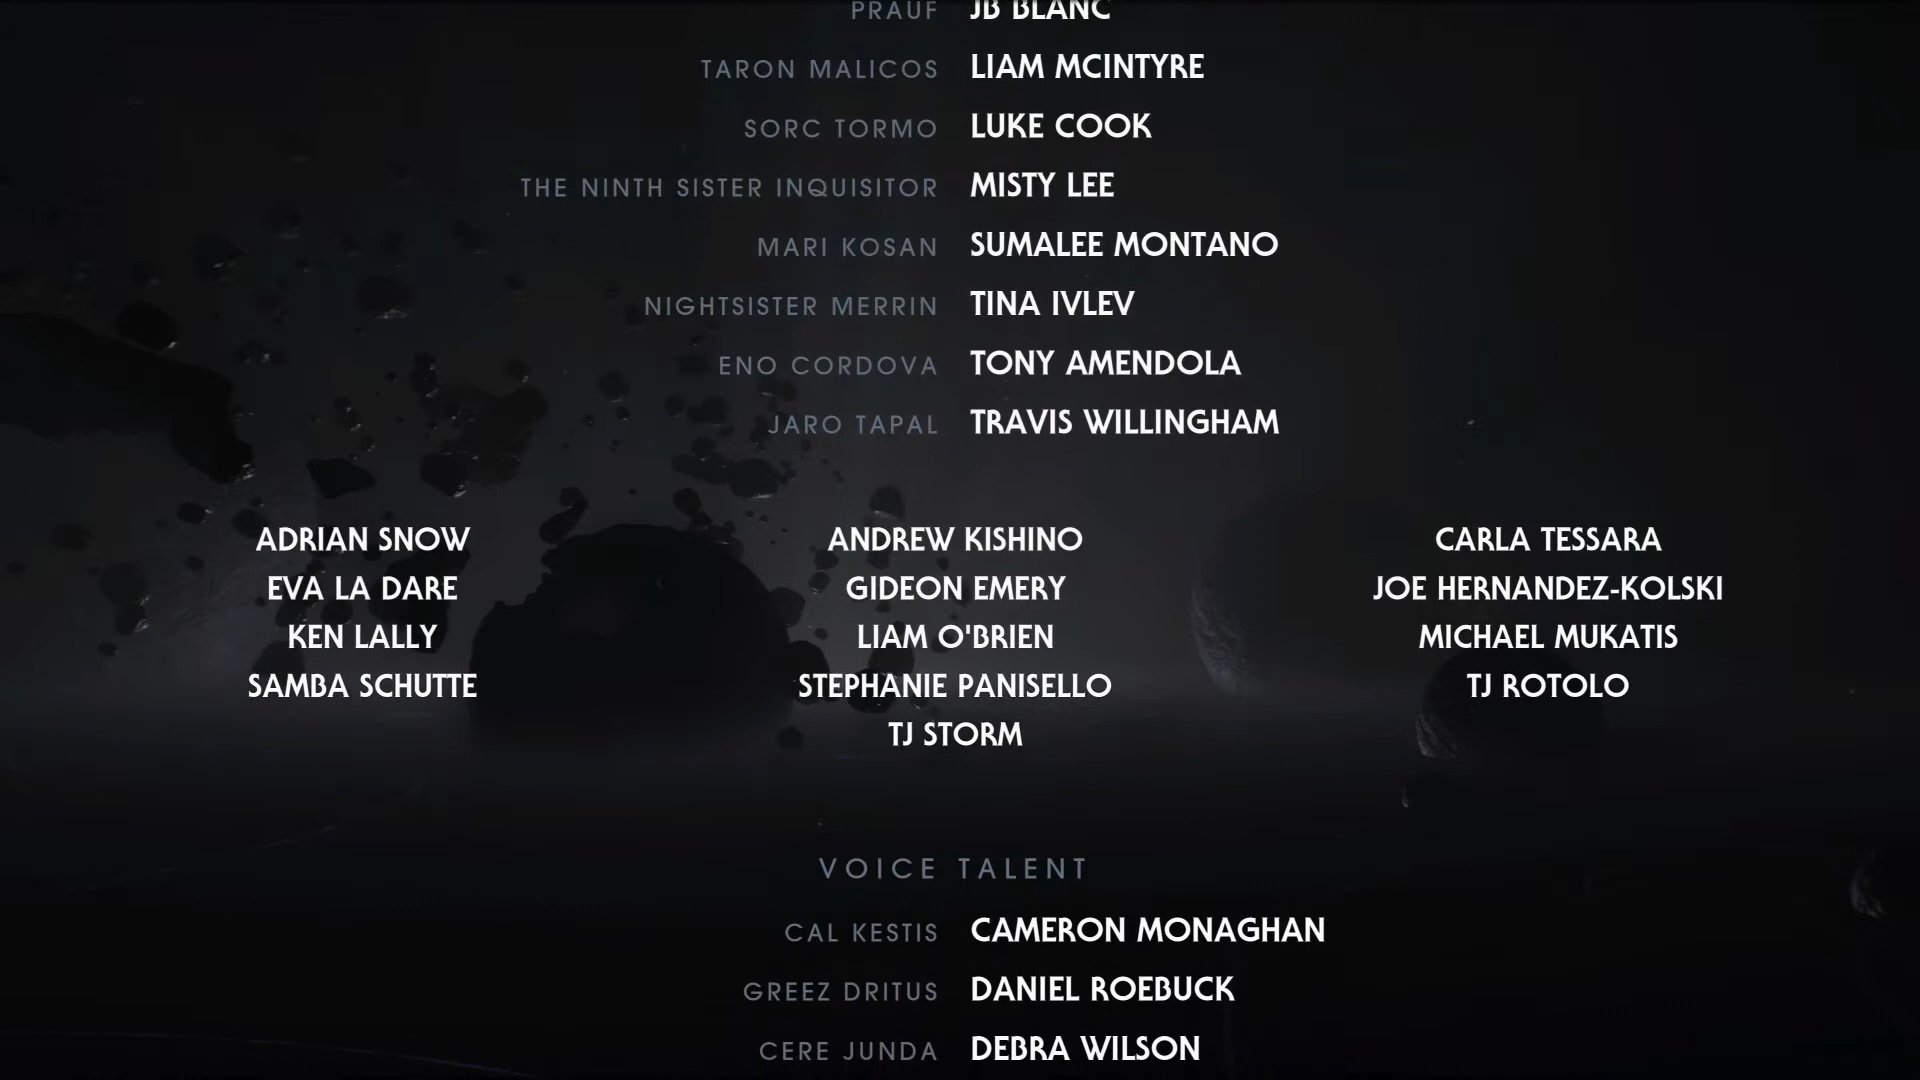 PRAUF JB BLANC
TARON MALICOS LIAM MCINTYRE
SORC TORMO LUKE COOK
THE NINTH SISTER INQUISITOR MISTY LEE
MARI KOSAN SUMALEE MONTANO
NIGHTSISTER MERRIN TINA IVLEV
ENO CORDOVA TONY AMENDOLA
JARO TAPAL TRAVIS WILLINGHAM
ADRIAN SNOW ANDREW KISHINO CARLA TESSARA
EVA LA DARE GIDEON EMERY JOE HERNANDEZ-KOLSKI
KEN LALLY LIAM O'BRIEN MICHAEL MUKATIS
SAMBA SCHUTTE STEPHANIE PANISELLO TJ ROTOLO
TJ STORM
VOICE TALENT
CAL KESTIS CAMERON MONAGHAN
GREEZ DRITUS DANIEL ROEBUCK
CERE JUNDA DEBRA WILSON